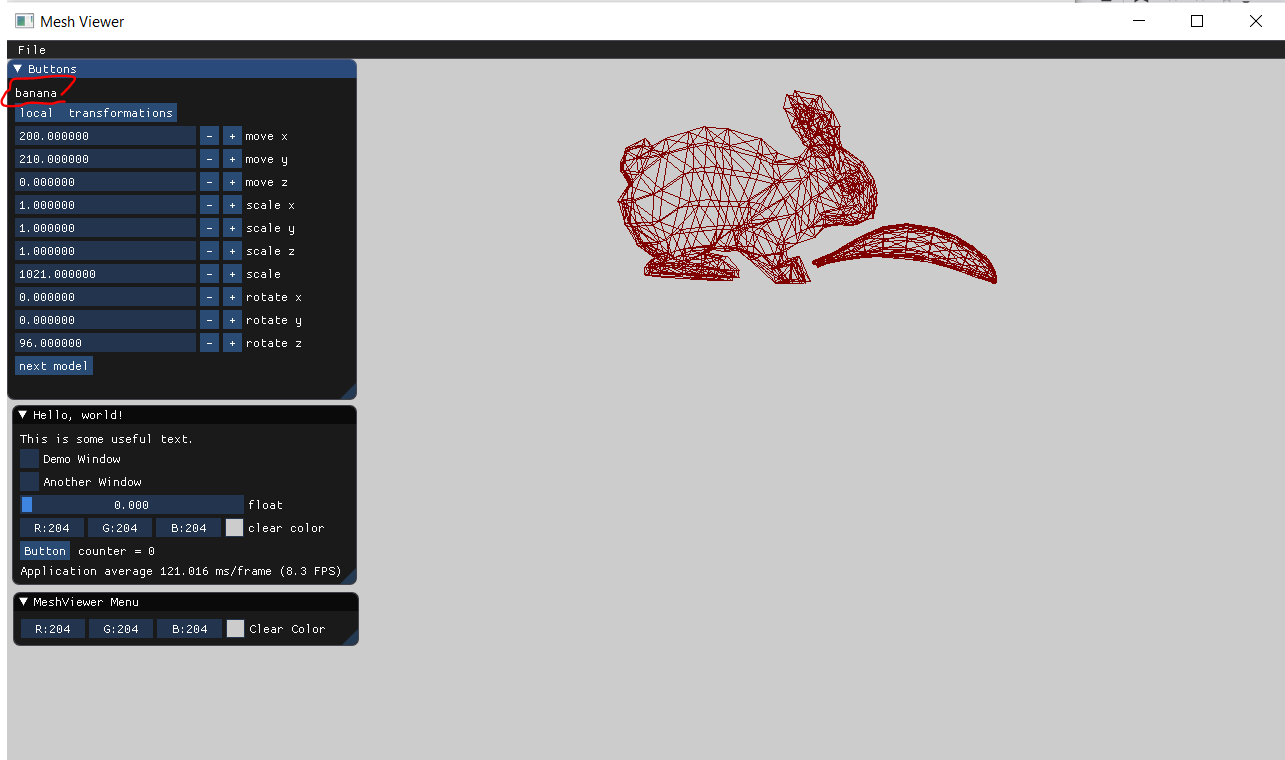 Mesh Viewer
File
Buttons
banana
local transformations
200.000000 - + move x
210.000000 - + move y
0.000000 - + move z
1.000000 - + scale x
1.000000 - + scale y
1.000000 - + scale z
1021.000000 - + scale
0.000000 - + rotate x
0.000000 - + rotate y
96.000000 - + rotate z
next model
Hello, world!
This is some useful text.
Demo Window
Another Window
0.000 float
R:204 G:204 B:204 clear color
Button counter = 0
Application average 121.016 ms/frame (8.3 FPS)
MeshViewer Menu
R:204 G:204 B:204 Clear Color